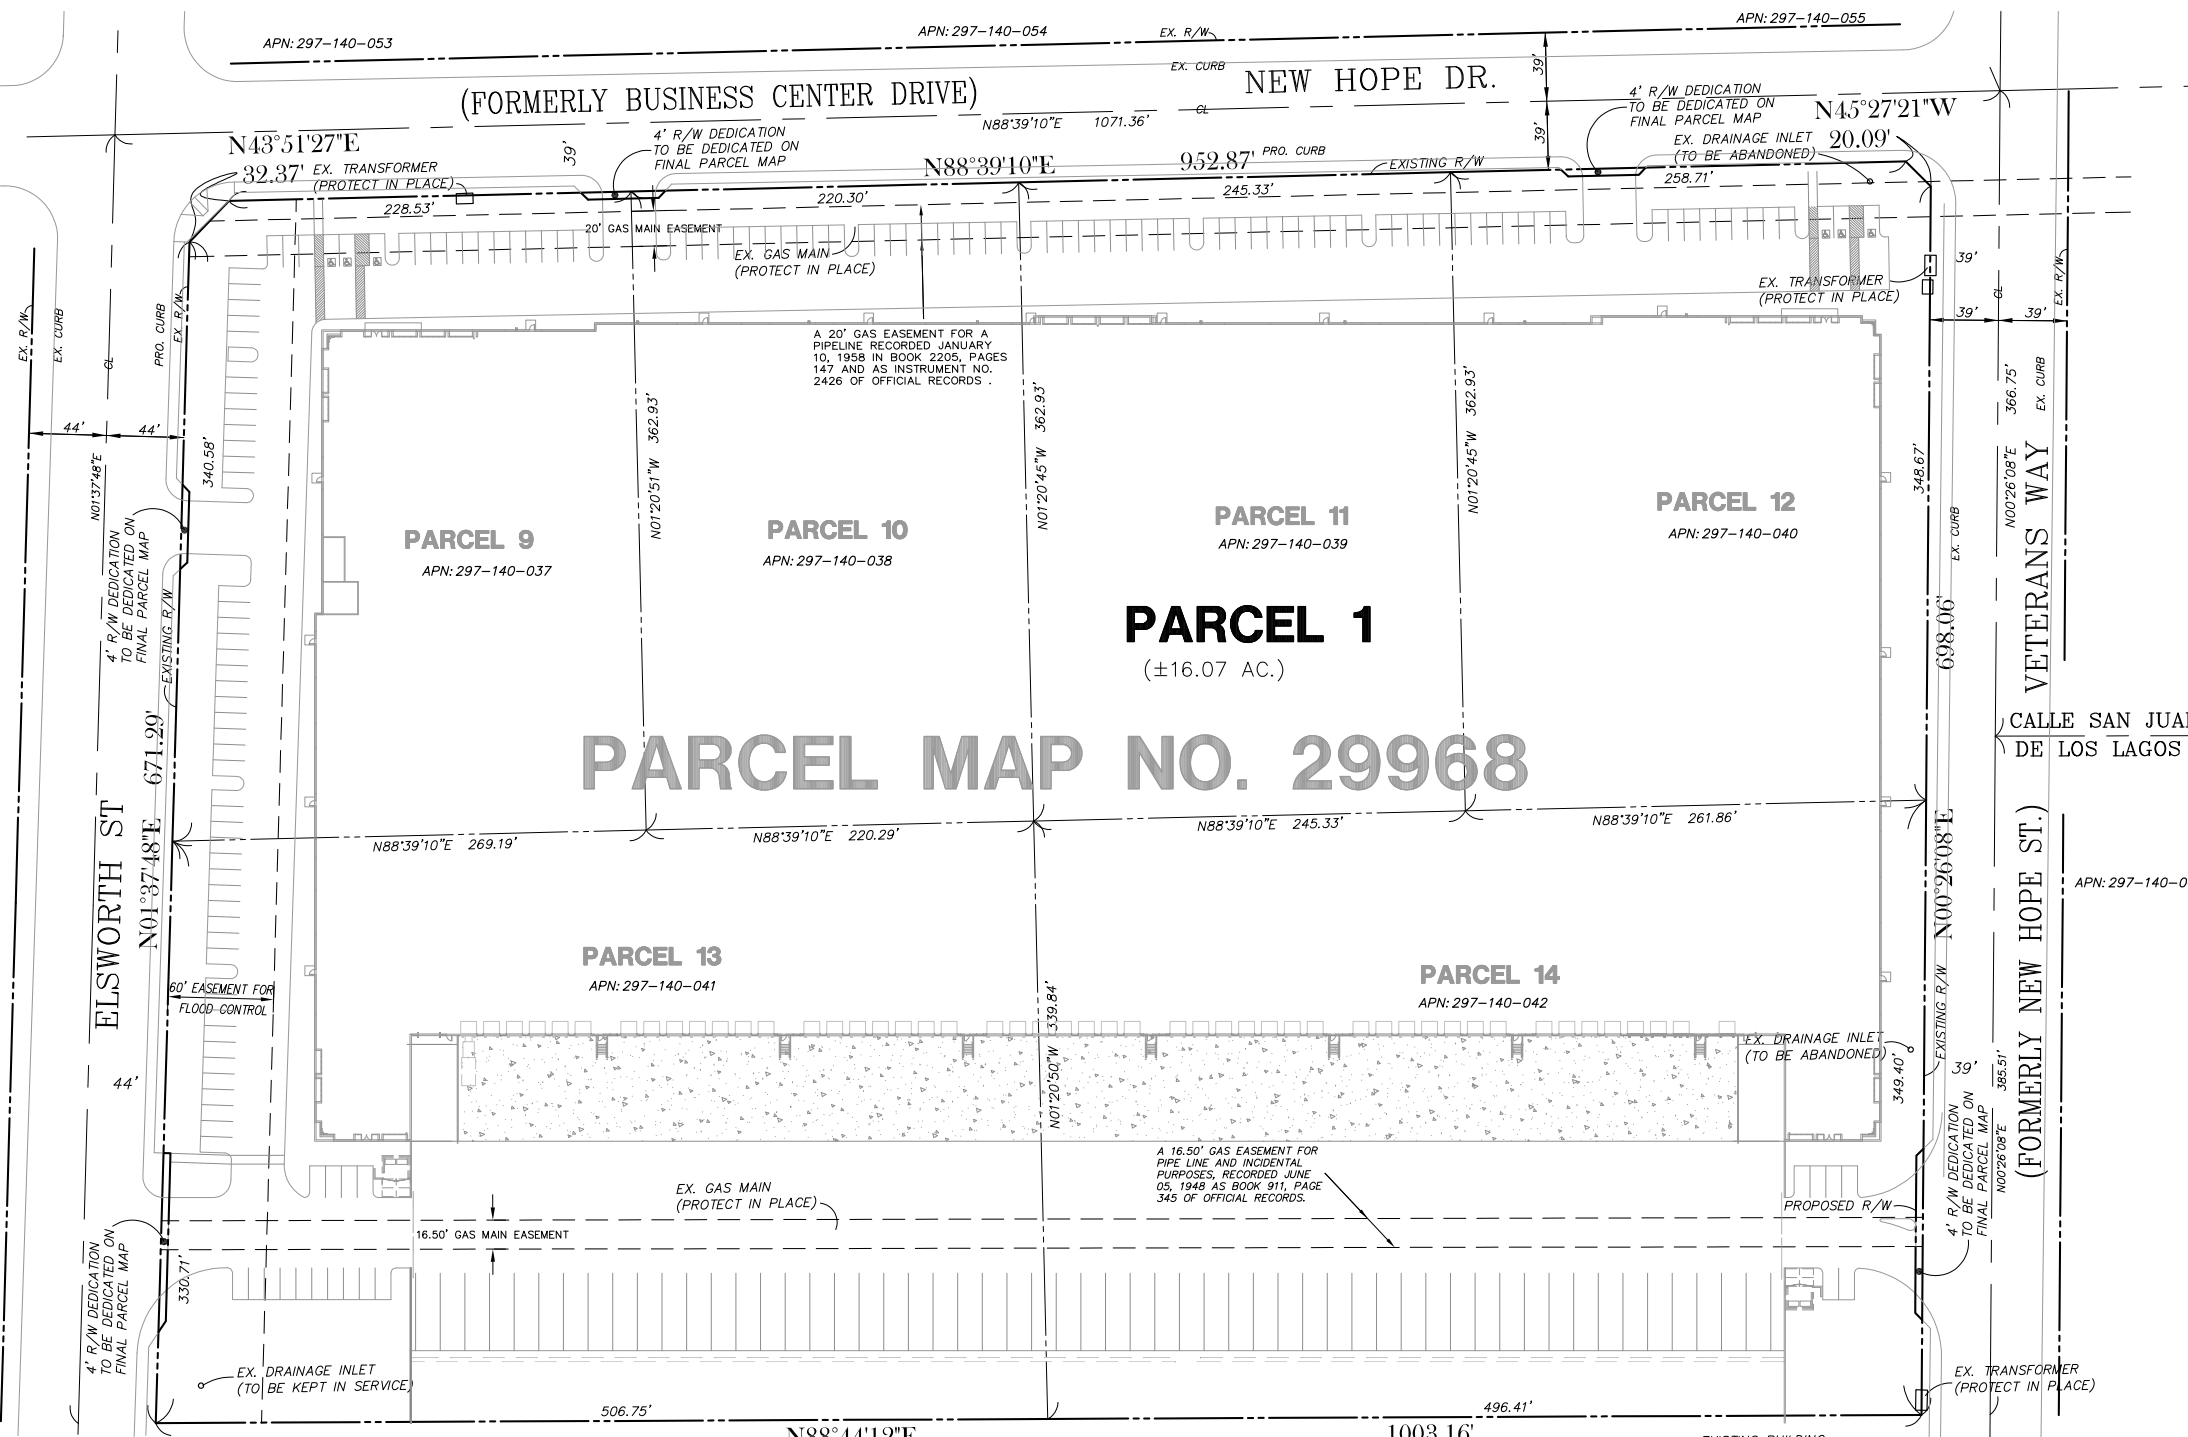 APN: 297-140-053
APN: 297-140-054
EX. R/W
APN: 297-140-055
EX. CURB
39'
(FORMERLY BUSINESS CENTER DRIVE)
NEW HOPE DR.
N88°39'10"E 1071.36'
CL
39'
4' R/W DEDICATION
TO BE DEDICATED ON
FINAL PARCEL MAP
N45°27'21"W
20.09'
EX. DRAINAGE INLET
(TO BE ABANDONED)
N43°51'27"E
32.37'
EX. TRANSFORMER
(PROTECT IN PLACE)
39'
4' R/W DEDICATION
TO BE DEDICATED ON
FINAL PARCEL MAP
N88°39'10"E 952.87'
PRO. CURB
EXISTING R/W
228.53'
220.30'
245.33'
258.71'
20' GAS MAIN EASEMENT
EX. GAS MAIN
(PROTECT IN PLACE)
EX. TRANSFORMER
(PROTECT IN PLACE)
39'
39'
39'
CL
EX. R/W
EX. R/W
EX. CURB
CL
PRO. CURB
EX R/W
A 20' GAS EASEMENT FOR A
PIPELINE RECORDED JANUARY
10, 1958 IN BOOK 2205, PAGES
147 AND AS INSTRUMENT NO.
2426 OF OFFICIAL RECORDS .
44'
44'
N01°37'48"E
340.58'
N01°20'51"W 362.93'
N01°20'45"W 362.93'
N01°20'45"W 362.93'
348.67'
N00°26'08"E 366.75'
EX. CURB
VETERANS WAY
EX. CURB
PARCEL 9
APN: 297-140-037
PARCEL 10
APN: 297-140-038
PARCEL 11
APN: 297-140-039
PARCEL 12
APN: 297-140-040
4' R/W DEDICATION
TO BE DEDICATED ON
FINAL PARCEL MAP
EXISTING R/W
PARCEL 1
(±16.07 AC.)
698.06'
CALLE SAN JUA
DE LOS LAGOS
PARCEL MAP NO. 29968
N01°37'48"E 671.29'
N88°39'10"E 269.19'
N88°39'10"E 220.29'
N88°39'10"E 245.33'
N88°39'10"E 261.86'
N00°26'08"E
(FORMERLY NEW HOPE ST.)
APN: 297-140-0
ELSWORTH ST
PARCEL 13
APN: 297-140-041
PARCEL 14
APN: 297-140-042
60' EASEMENT FOR
FLOOD CONTROL
44'
N01°20'50"W 339.84'
EX. DRAINAGE INLET
(TO BE ABANDONED)
349.40'
EXISTING R/W
39'
N00°26'08"E 385.51'
4' R/W DEDICATION
TO BE DEDICATED ON
FINAL PARCEL MAP
A 16.50' GAS EASEMENT FOR
PIPE LINE AND INCIDENTAL
PURPOSES, RECORDED JUNE
05, 1948 AS BOOK 911, PAGE
345 OF OFFICIAL RECORDS.
EX. GAS MAIN
(PROTECT IN PLACE)
PROPOSED R/W
16.50' GAS MAIN EASEMENT
4' R/W DEDICATION
TO BE DEDICATED ON
FINAL PARCEL MAP
330.71'
EX. DRAINAGE INLET
(TO BE KEPT IN SERVICE)
EX. TRANSFORMER
(PROTECT IN PLACE)
506.75'
496.41'
N88°44'12"E
1003.16'